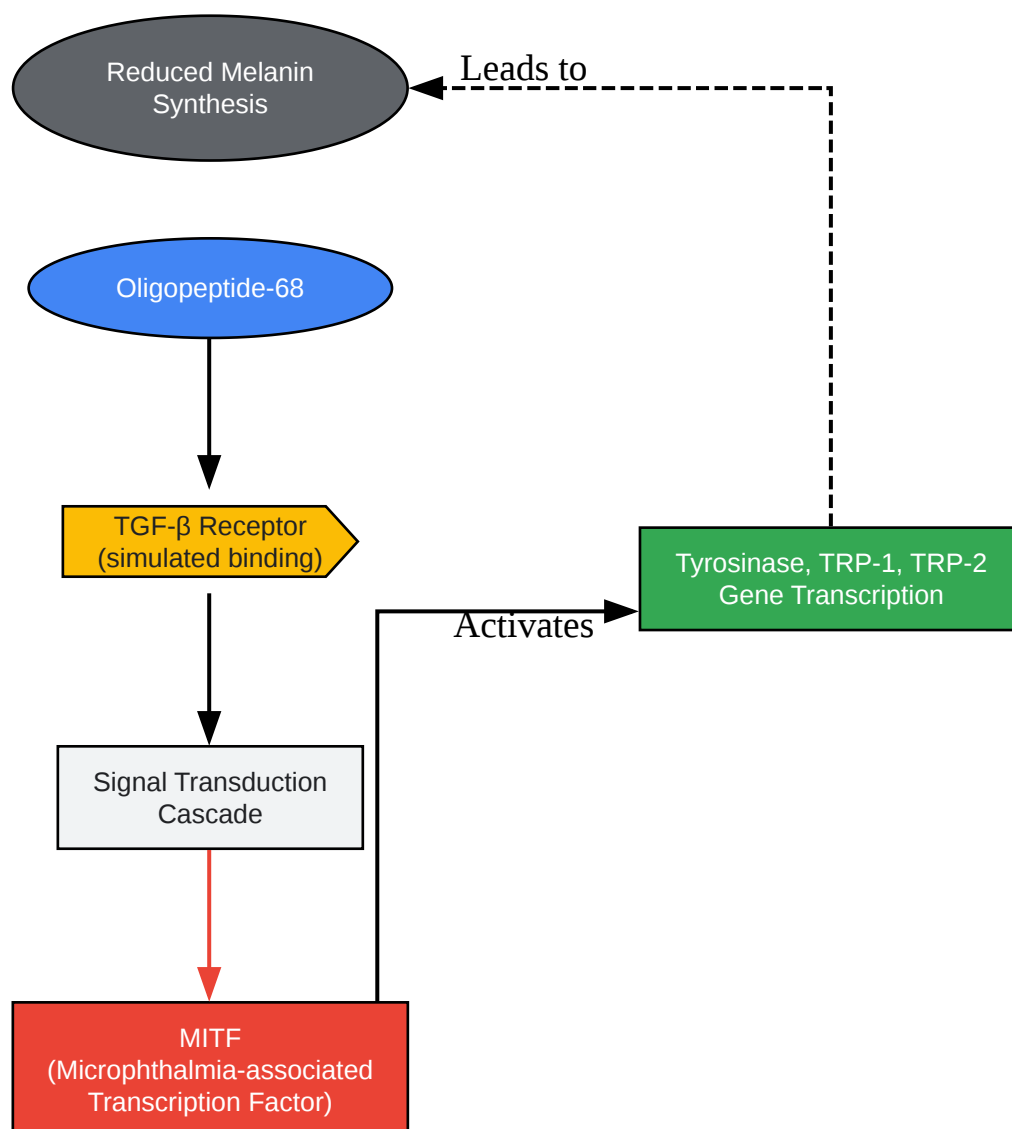 Reduced Melanin
Synthesis
Leads to
Oligopeptide-68
TGF-β Receptor
(simulated binding)
Tyrosinase, TRP-1, TRP-2
Gene Transcription
Activates
Signal Transduction
Cascade
MITF
(Microphthalmia-associated
Transcription Factor)